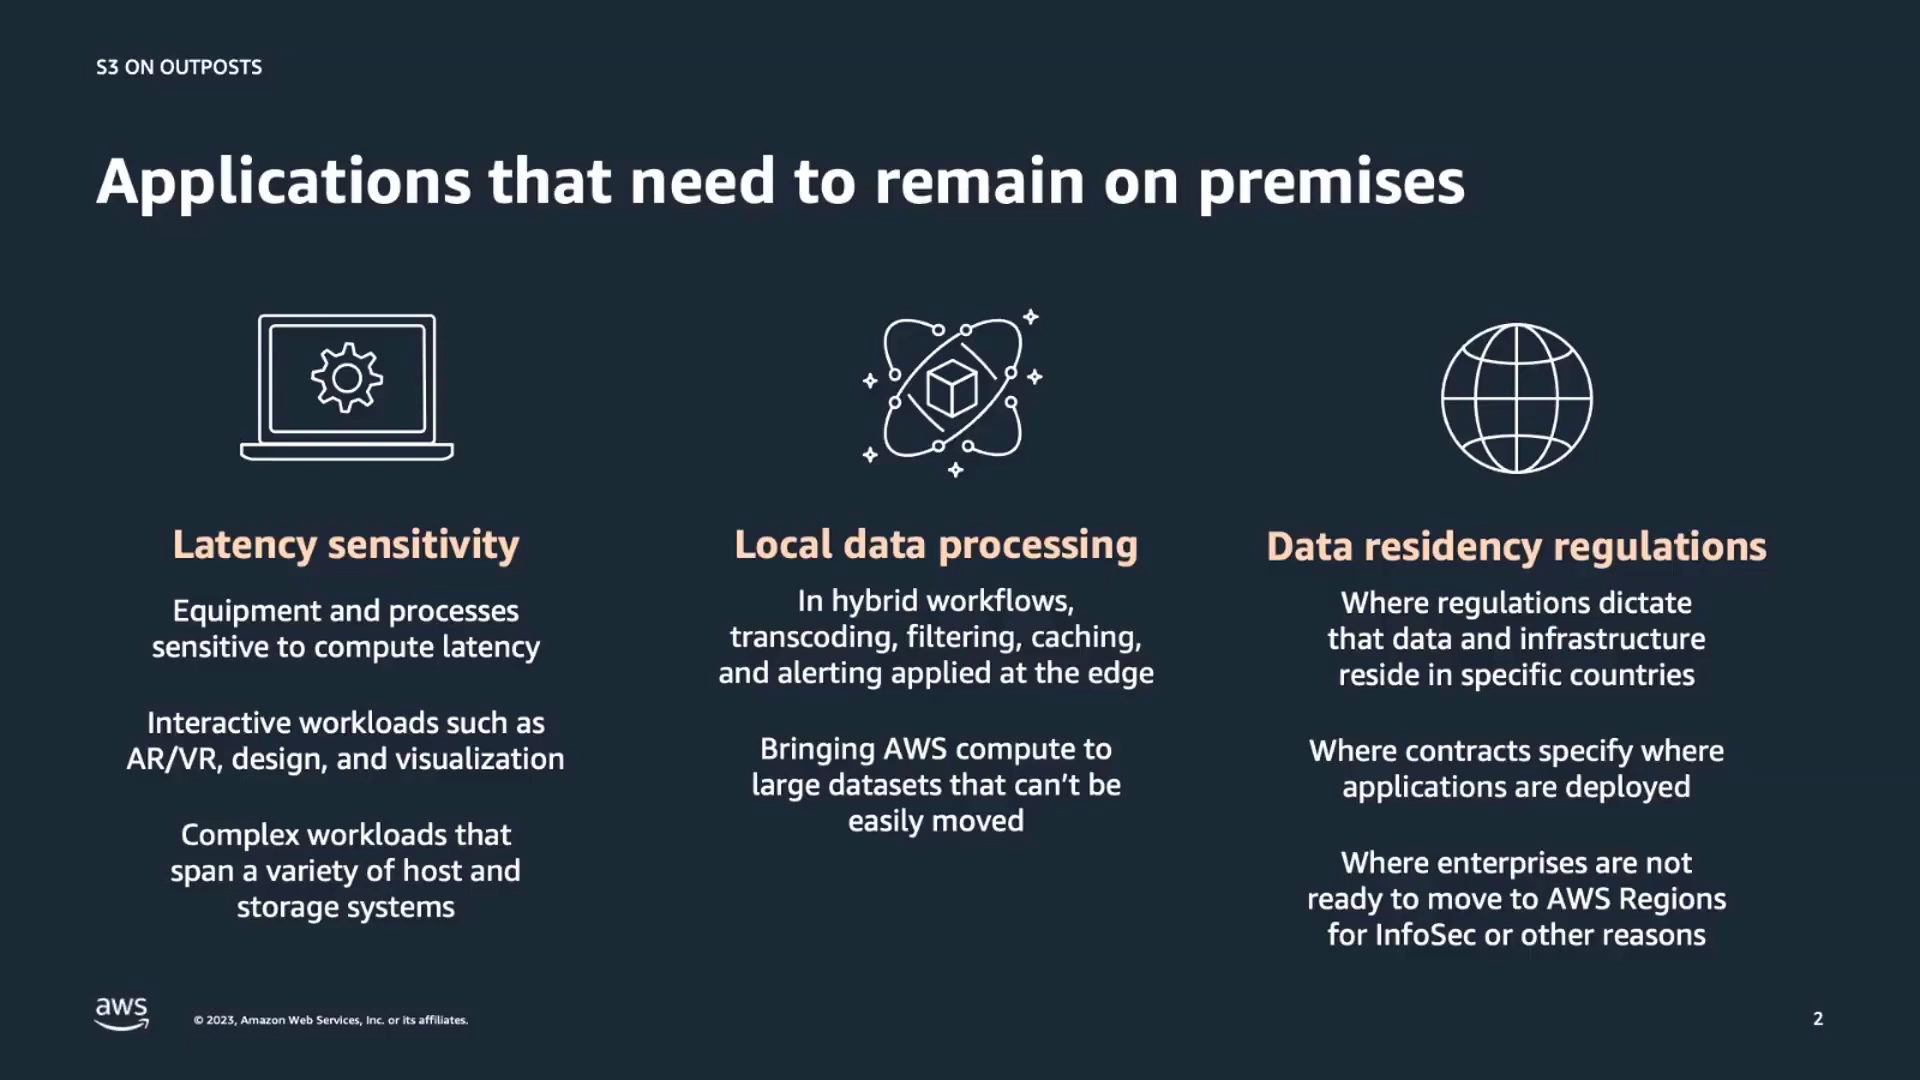 S3 ON OUTPOSTS
Applications that need to remain on premises
Latency sensitivity
Equipment and processes
sensitive to compute latency
Interactive workloads such as
AR/VR, design, and visualization
Complex workloads that
span a variety of host and
storage systems
Local data processing
In hybrid workflows,
transcoding, filtering, caching,
and alerting applied at the edge
Bringing AWS compute to
large datasets that can't be
easily moved
Data residency regulations
Where regulations dictate
that data and infrastructure
reside in specific countries
Where contracts specify where
applications are deployed
Where enterprises are not
ready to move to AWS Regions
for InfoSec or other reasons
aws
© 2023, Amazon Web Services, Inc. or its affiliates.
2